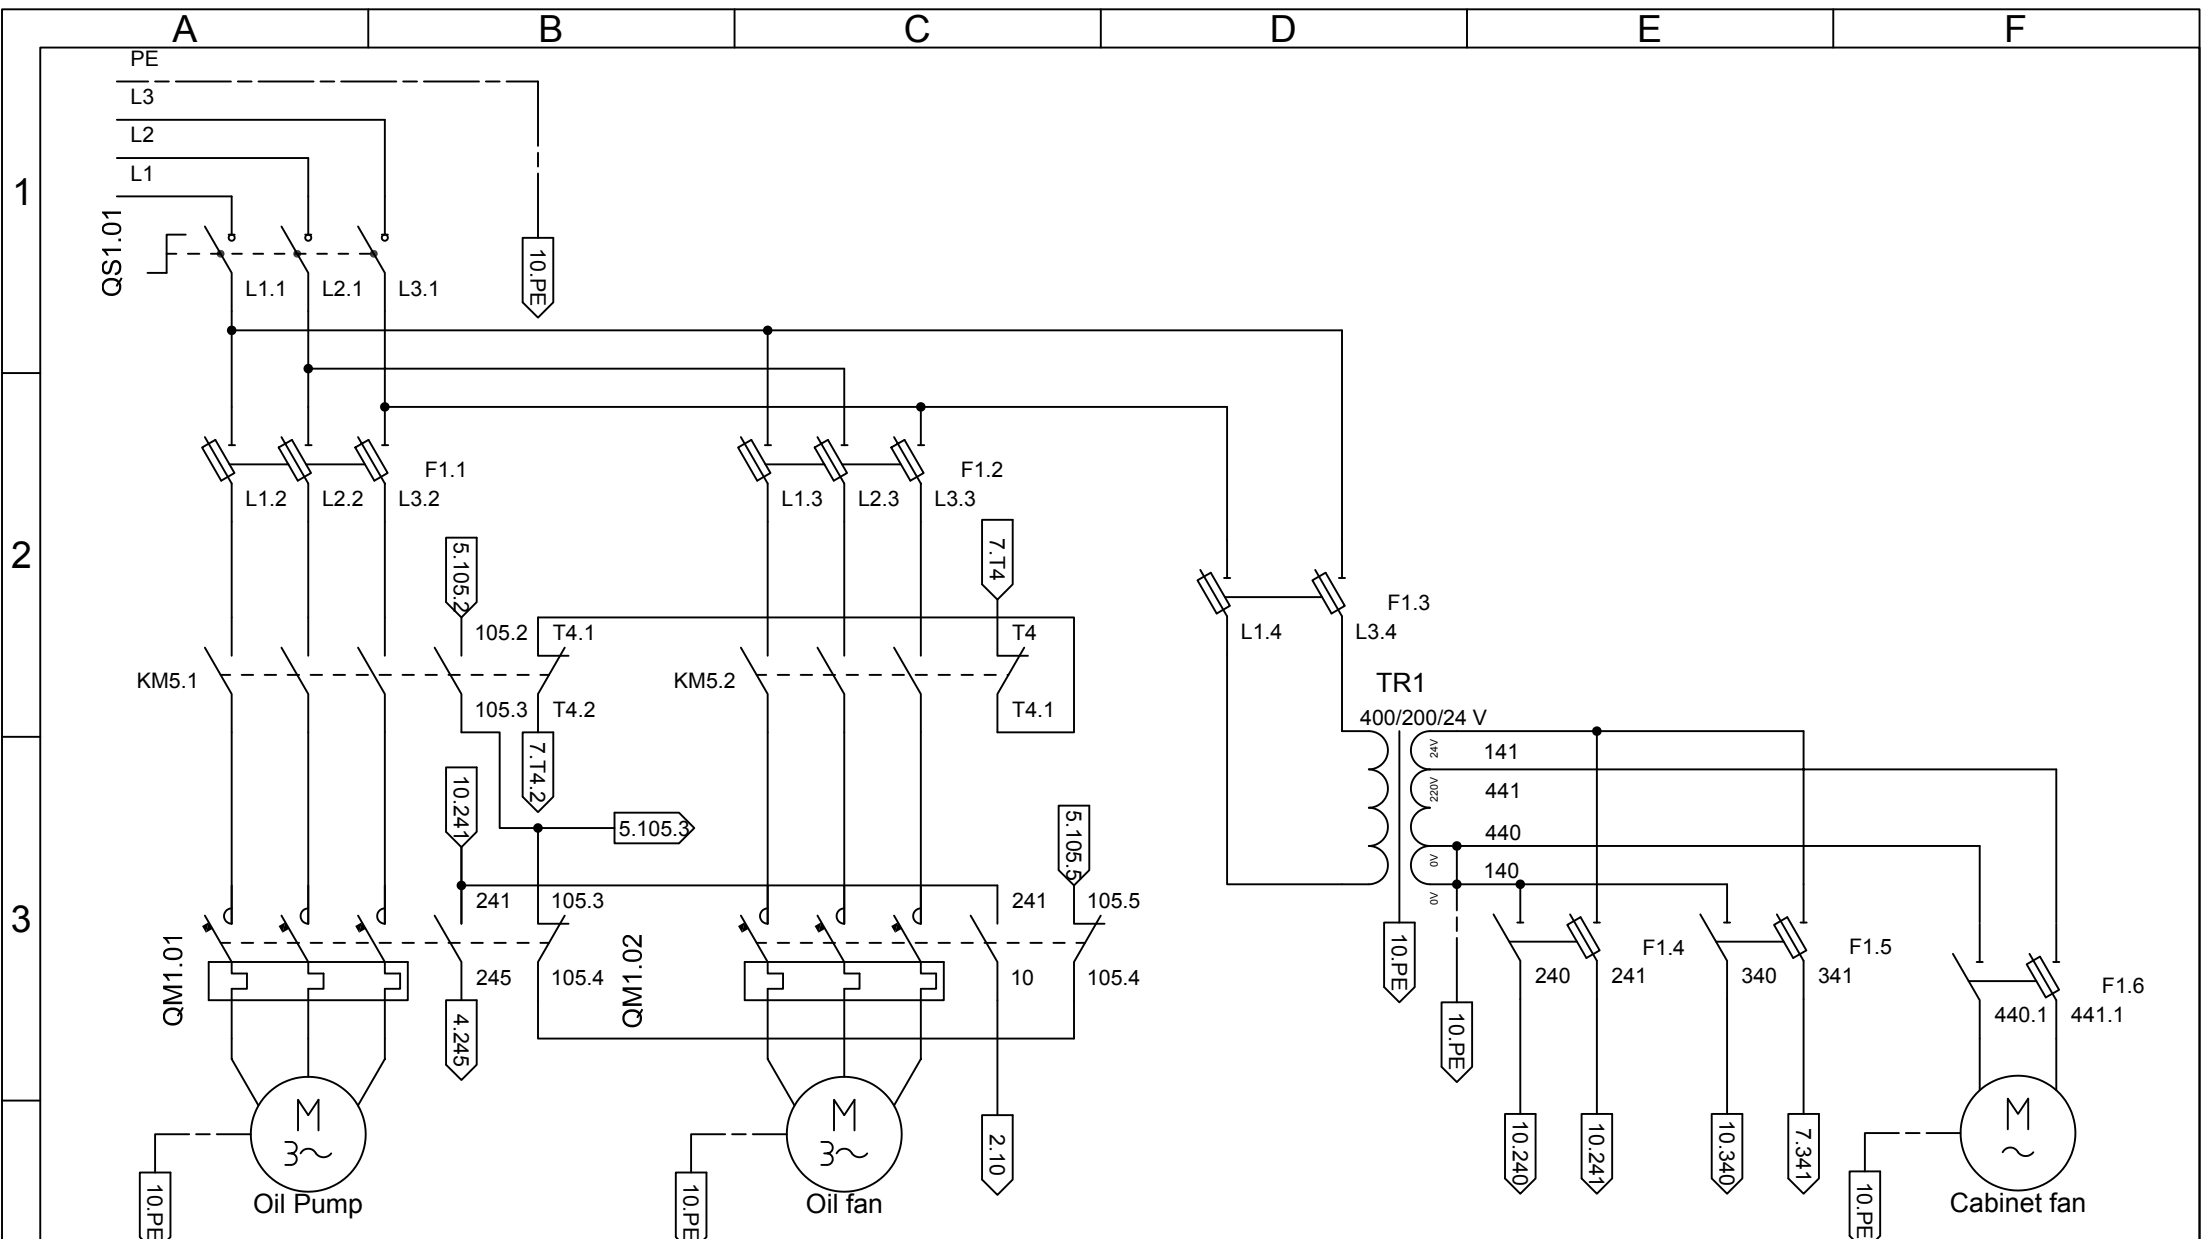 A B C D E F
PE
L3
L2
L1
1
QS1.01
L1.1 L2.1 L3.1
10.PE
F1.1
L1.2 L2.2 L3.2
F1.2
L1.3 L2.3 L3.3
2
5.105.2
7.T4
F1.3
L1.4 L3.4
105.2 T4.1
T4
KM5.1
KM5.2
105.3 T4.2
T4.1
TR1
400/200/24 V
7.T4.2
10.241
5.105.3
5.105.5
24V 141
220V 441
440
0V 140
0V
3
241 105.3
241 105.5
QM1.01
QM1.02
245 105.4
10 105.4
10.PE
F1.4
240 241
F1.5
340 341
F1.6
440.1 441.1
4.245
10.PE
M
3~
M
3~
M
~
2.10
10.240
10.241
10.340
7.341
10.PE
10.PE
10.PE
Oil Pump
Oil fan
Cabinet fan